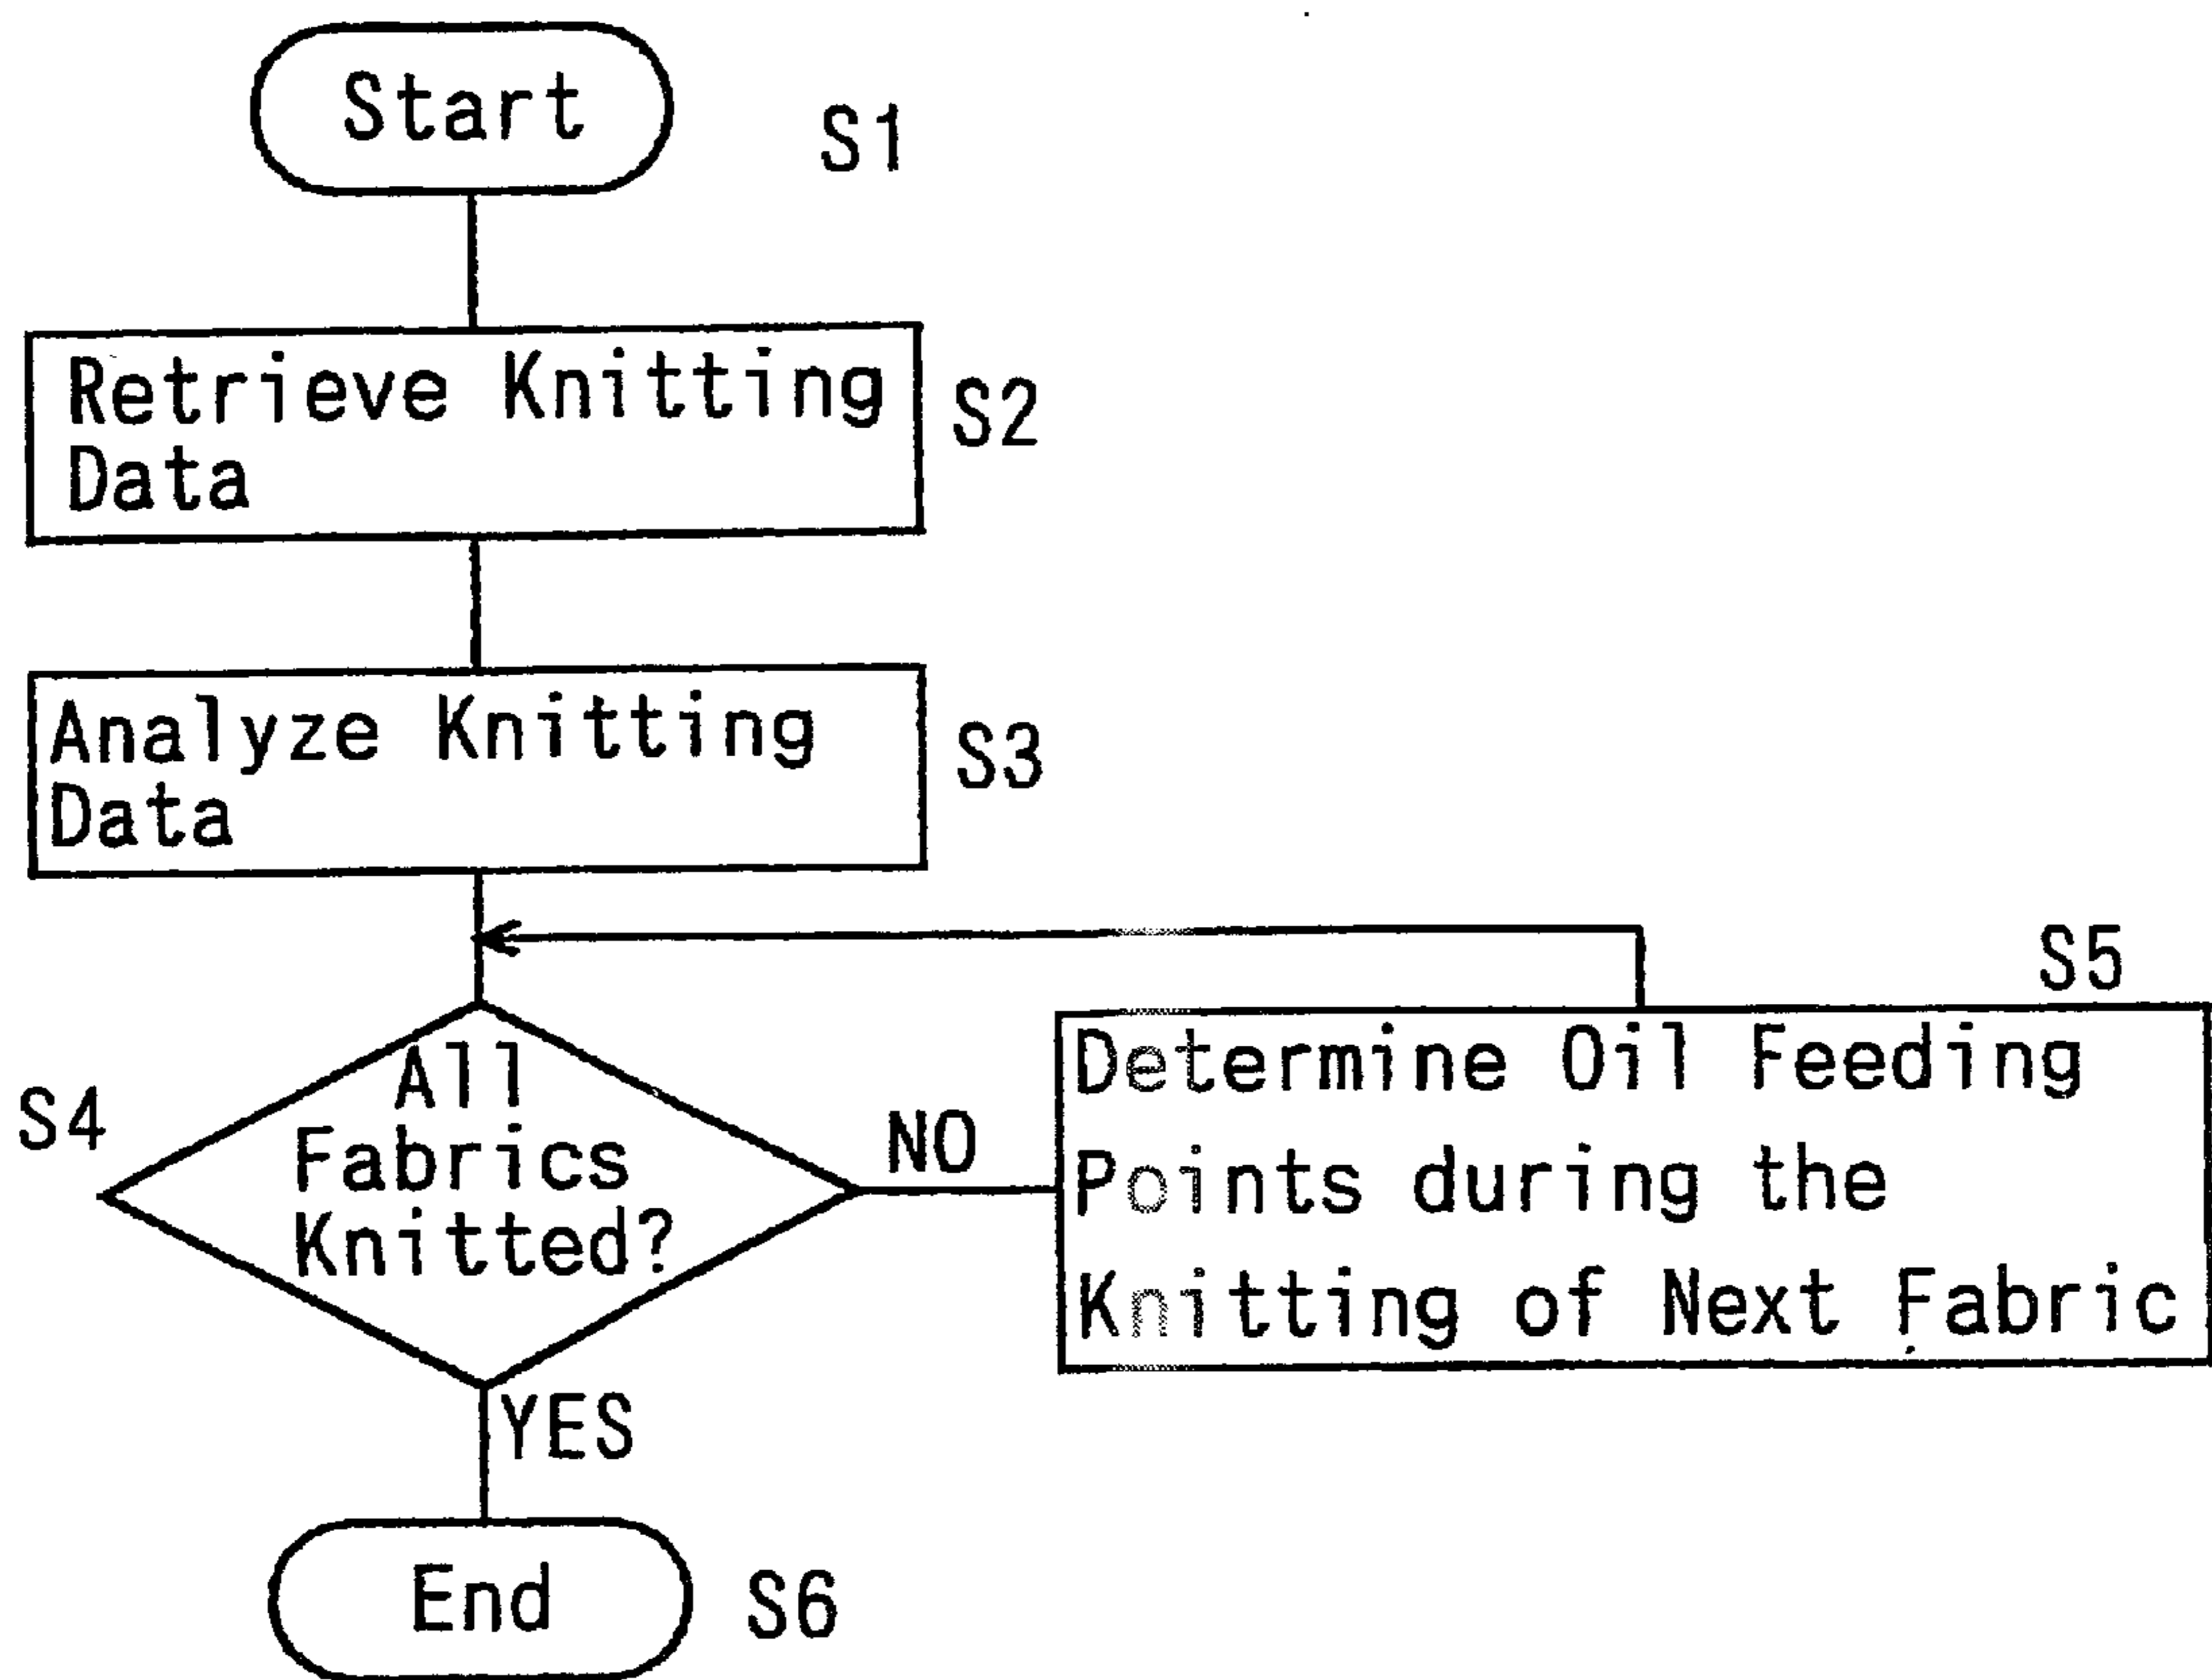 Start
S1
Retrieve Knitting
Data
S2
Analyze Knitting
Data
S3
S4
All
Fabrics
Knitted?
NO
S5
Determine Oil Feeding
Points during the
Knitting of Next Fabric
YES
End
S6